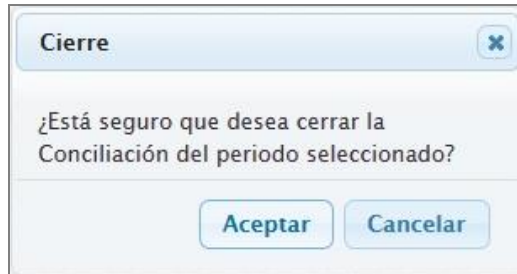 Cierre
¿Está seguro que desea cerrar la
Conciliación del periodo seleccionado?
Aceptar
Cancelar